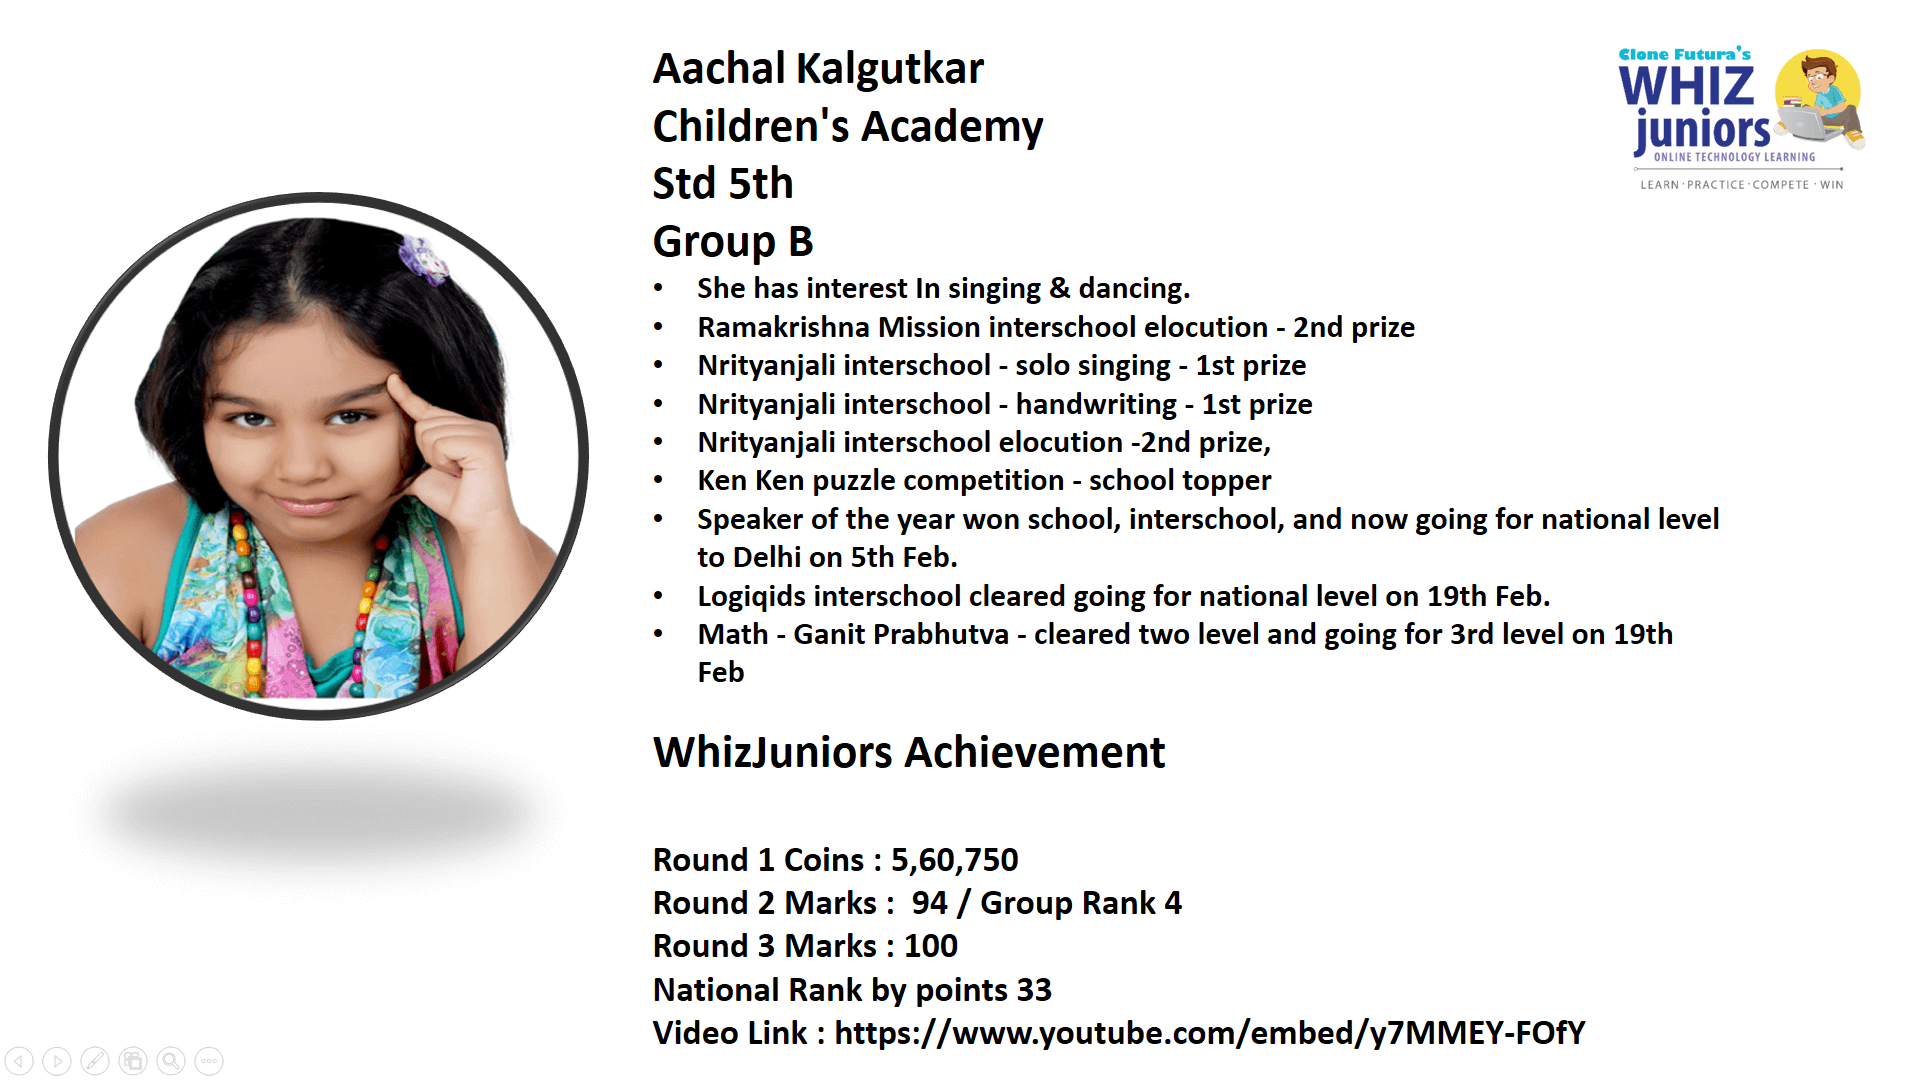 Aachal Kalgutkar
Children's Academy
Std 5th
Group B
• She has interest In singing & dancing.
• Ramakrishna Mission interschool elocution - 2nd prize
• Nrityanjali interschool - solo singing - 1st prize
• Nrityanjali interschool - handwriting - 1st prize
• Nrityanjali interschool elocution -2nd prize,
• Ken Ken puzzle competition - school topper
• Speaker of the year won school, interschool, and now going for national level
to Delhi on 5th Feb.
• Logiqids interschool cleared going for national level on 19th Feb.
• Math - Ganit Prabhutva - cleared two level and going for 3rd level on 19th
Feb
WhizJuniors Achievement
Round 1 Coins : 5,60,750
Round 2 Marks :  94 / Group Rank 4
Round 3 Marks : 100
National Rank by points 33
Video Link : https://www.youtube.com/embed/y7MMEY-FOfY
Clone Futura's
WHIZ
juniors
ONLINE TECHNOLOGY LEARNING
LEARN · PRACTICE · COMPETE · WIN